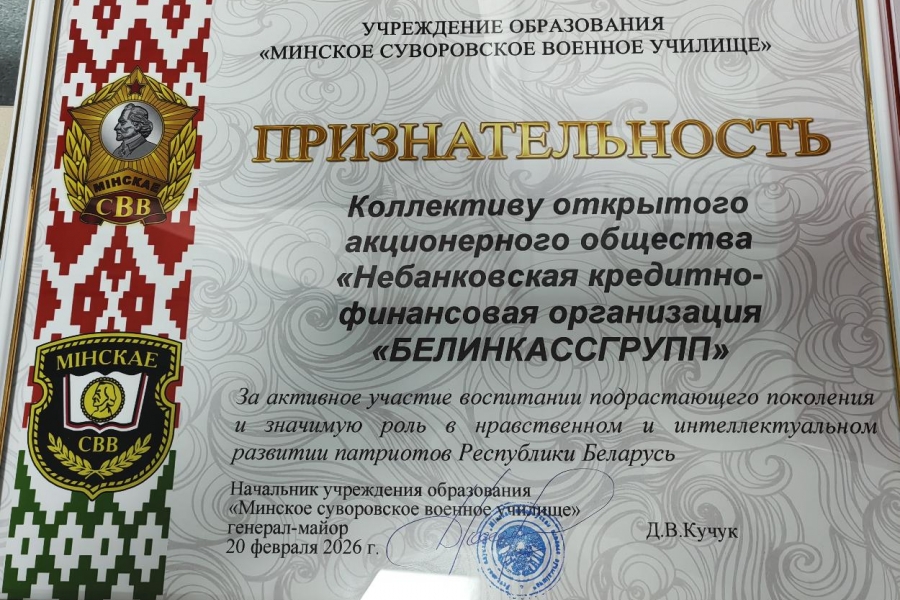 УЧРЕЖДЕНИЕ ОБРАЗОВАНИЯ
«МИНСКОЕ СУВОРОВСКОЕ ВОЕННОЕ УЧИЛИЩЕ»
ПРИЗНАТЕЛЬНОСТЬ
МІНСКАЕ
СВВ
Коллективу открытого
акционерного общества
«Небанковская кредитно-
финансовая организация
«БЕЛИНКАССГРУПП»
МІНСКАЕ
СВВ
За активное участие воспитании подрастающего поколения
и значимую роль в нравственном и интеллектуальном
развитии патриотов Республики Беларусь
Начальник учреждения образования
«Минское суворовское военное училище»
генерал-майор
Д.В.Кучук
20 февраля 2026 г.